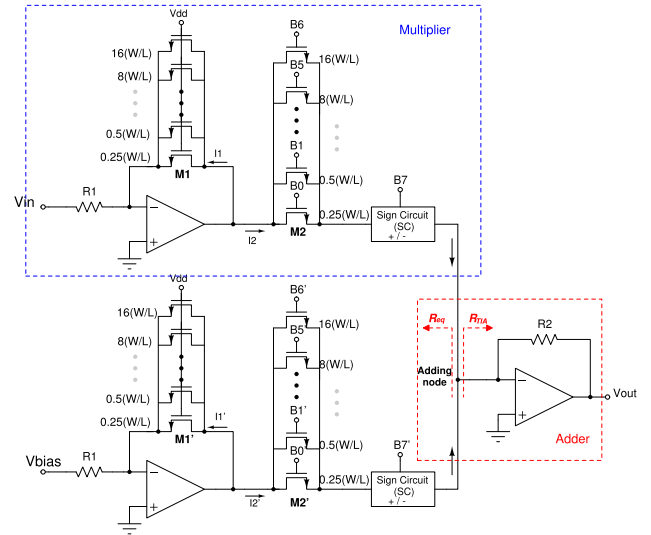 Vdd
B6
Multiplier
16(W/L)
16(W/L)
B5
8(W/L)
8(W/L)
B1
0.5(W/L)
0.25(W/L)
I1
M1
0.5(W/L)
B0
B7
R1
Vin
0.25(W/L)
Sign Circuit
(SC)
+ / -
I2
M2
Vdd
B6'
16(W/L)
16(W/L)
B5
8(W/L)
8(W/L)
Req
RTIA
R2
Adding
node
B1'
0.5(W/L)
0.25(W/L)
I1'
M1'
0.5(W/L)
Vout
Adder
B0
B7'
R1
Vbias
0.25(W/L)
Sign Circuit
(SC)
+ / -
I2'
M2'